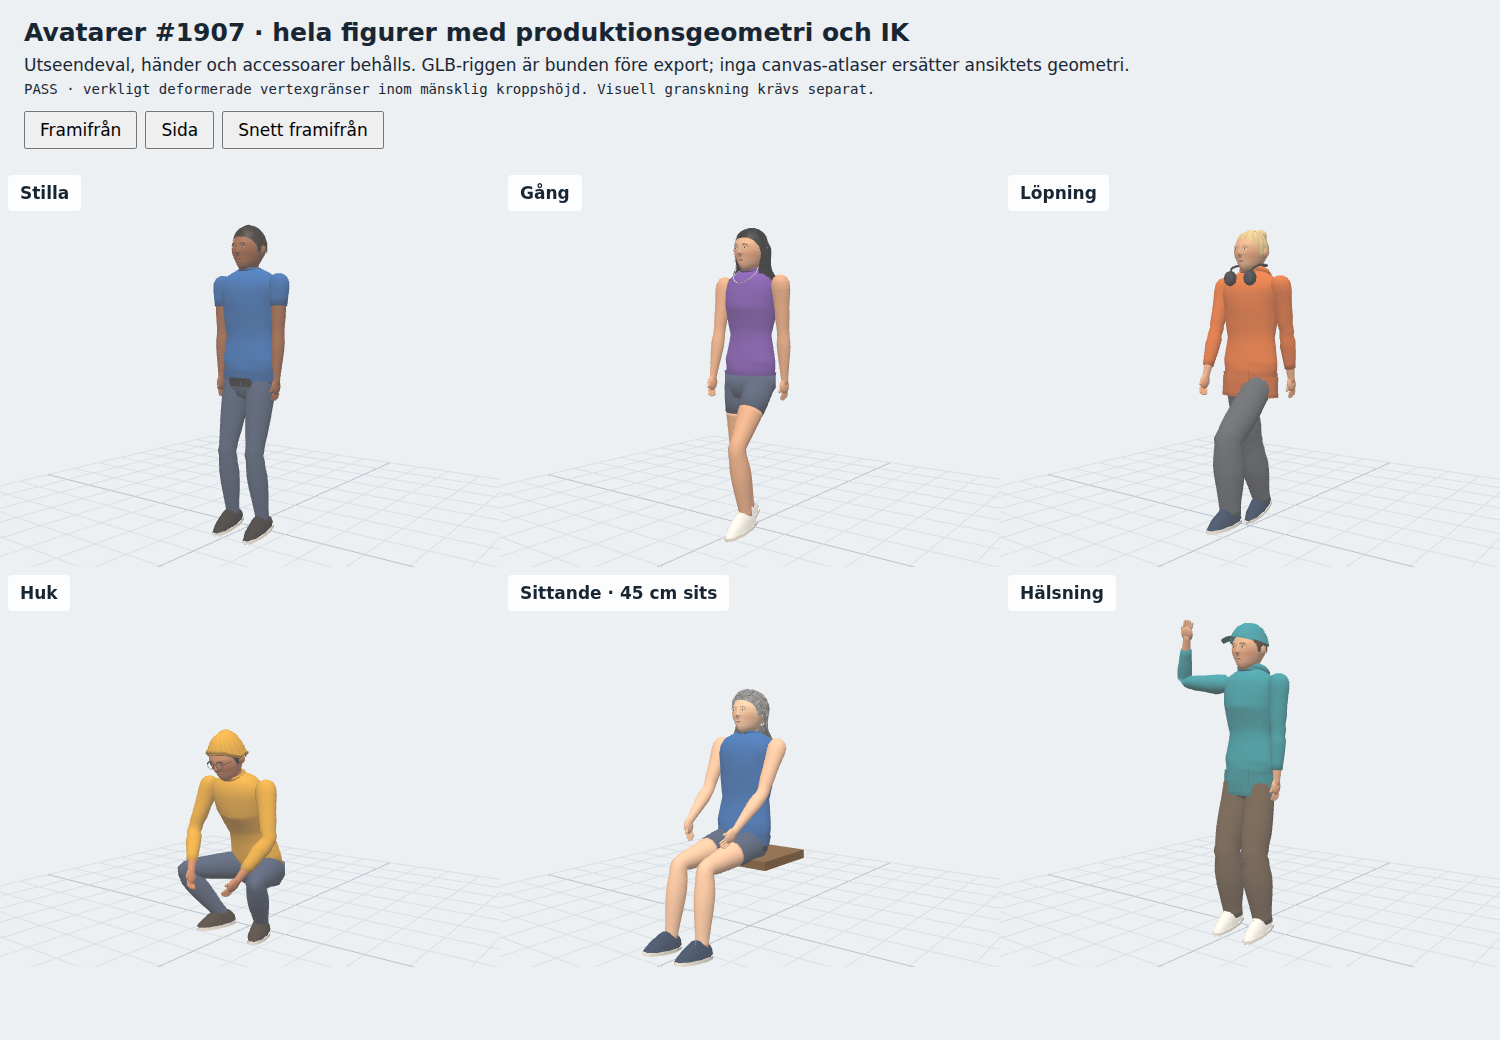 Avatarer #1907 · hela figurer med produktionsgeometri och IK
Utseendeval, händer och accessoarer behålls. GLB-riggen är bunden före export; inga canvas-atlaser ersätter ansiktets geometri.
PASS · verkligt deformerade vertexgränser inom mänsklig kroppshöjd. Visuell granskning krävs separat.
Framifrån Sida Snett framifrån
Stilla Gång Löpning
Huk Sittande · 45 cm sits Hälsning